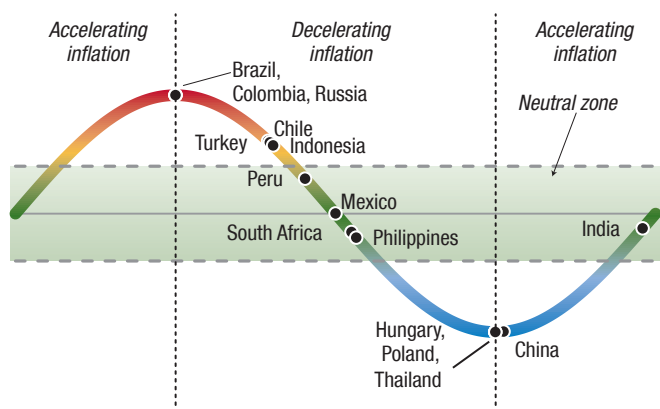 Accelerating
inflation
Decelerating
inflation
Accelerating
inflation
Brazil,
Colombia, Russia
Neutral zone
Chile
Turkey
Indonesia
Peru
Mexico
South Africa
Philippines
India
Hungary,
Poland,
Thailand
China